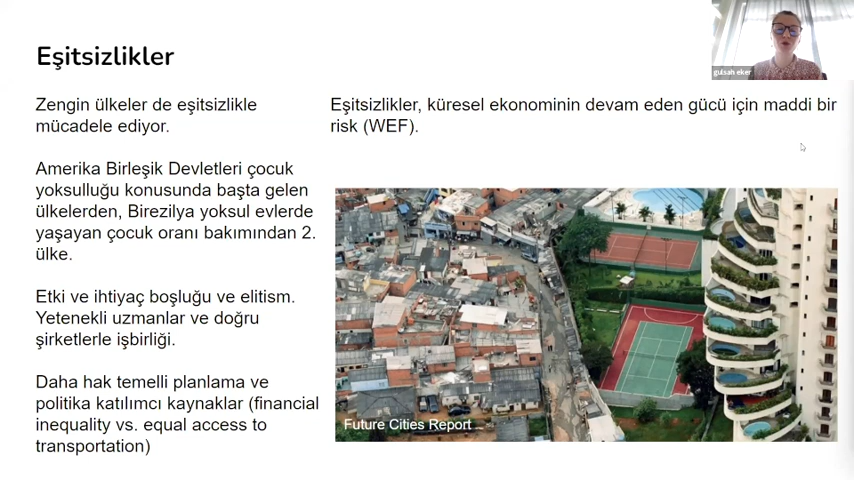 Eşitsizlikler
gulsah eker
Zengin ülkeler de eşitsizlikle
mücadele ediyor.
Amerika Birleşik Devletleri çocuk
yoksulluğu konusunda başta gelen
ülkelerden, Birezilya yoksul evlerde
yaşayan çocuk oranı bakımından 2.
ülke.
Etki ve ihtiyaç boşluğu ve elitism.
Yetenekli uzmanlar ve doğru
şirketlerle işbirliği.
Daha hak temelli planlama ve
politika katılımcı kaynaklar (financial
inequality vs. equal access to
transportation)
Eşitsizlikler, küresel ekonominin devam eden gücü için maddi bir
risk (WEF).
Future Cities Report